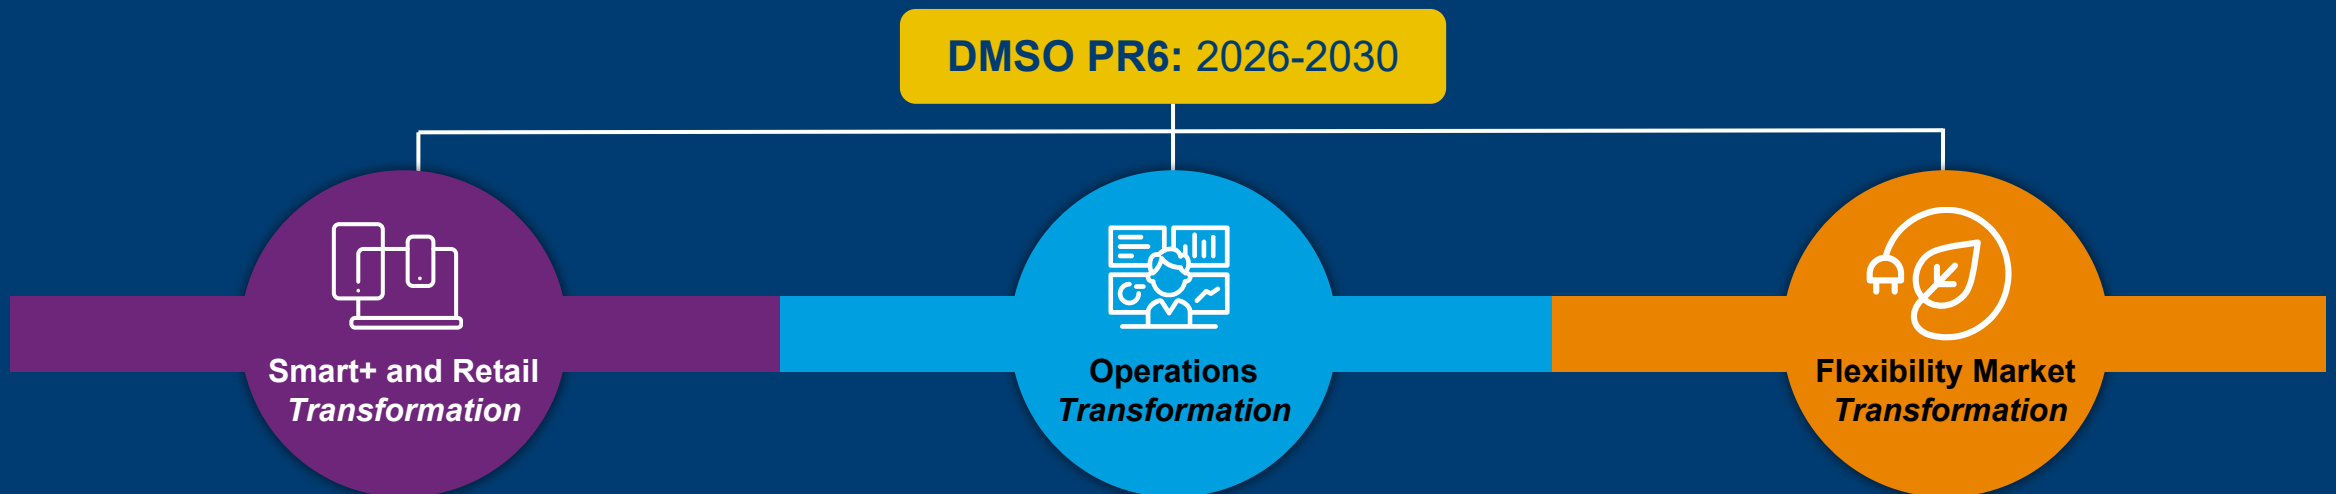 DMSO PR6: 2026-2030
Smart+ and Retail
Transformation
Operations
Transformation
Flexibility Market
Transformation